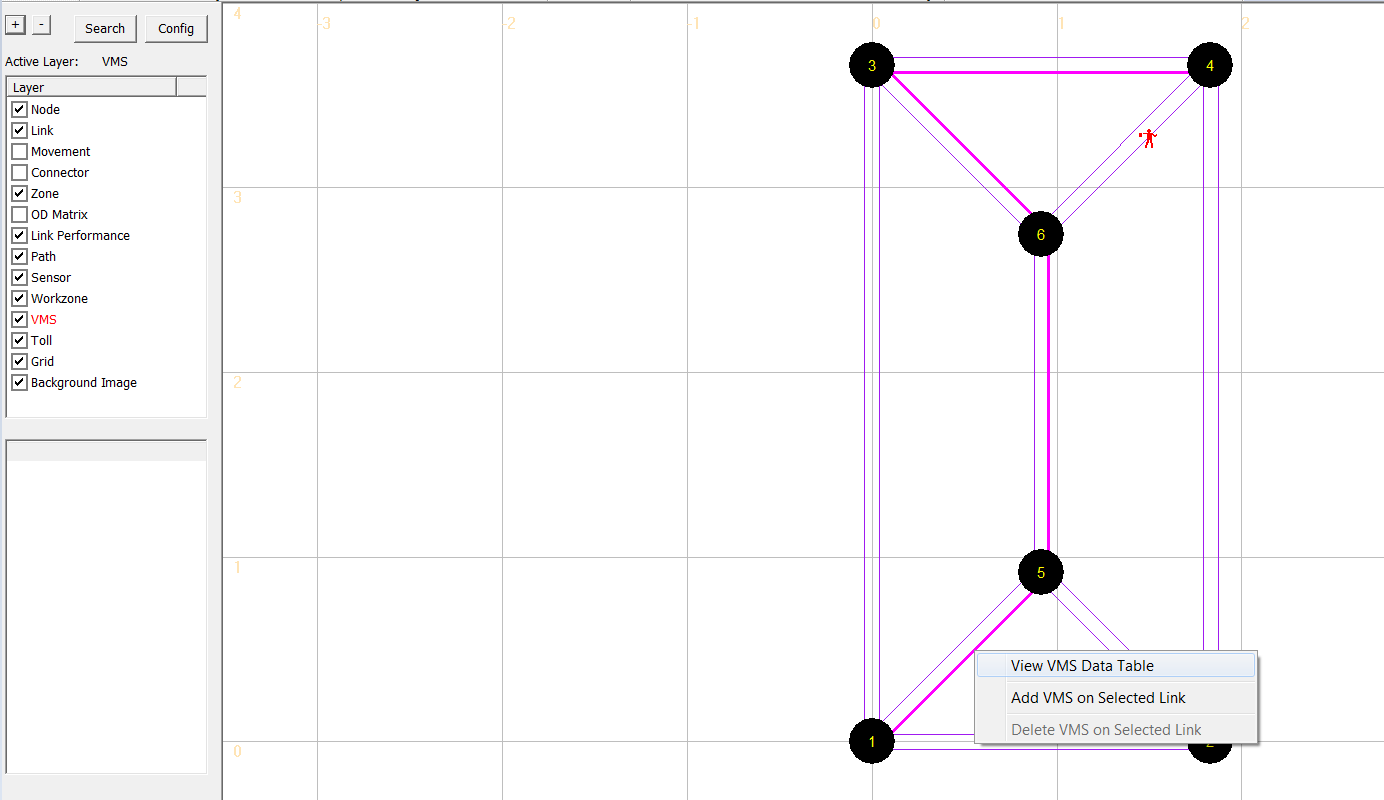 + - Search Config
Active Layer: VMS
Layer
Node
Link
Movement
Connector
Zone
OD Matrix
Link Performance
Path
Sensor
Workzone
VMS
Toll
Grid
Background Image
4 -3 -2 -1 0 1 2
3 4
3
6
2
1
5
View VMS Data Table
Add VMS on Selected Link
Delete VMS on Selected Link
0 1 2